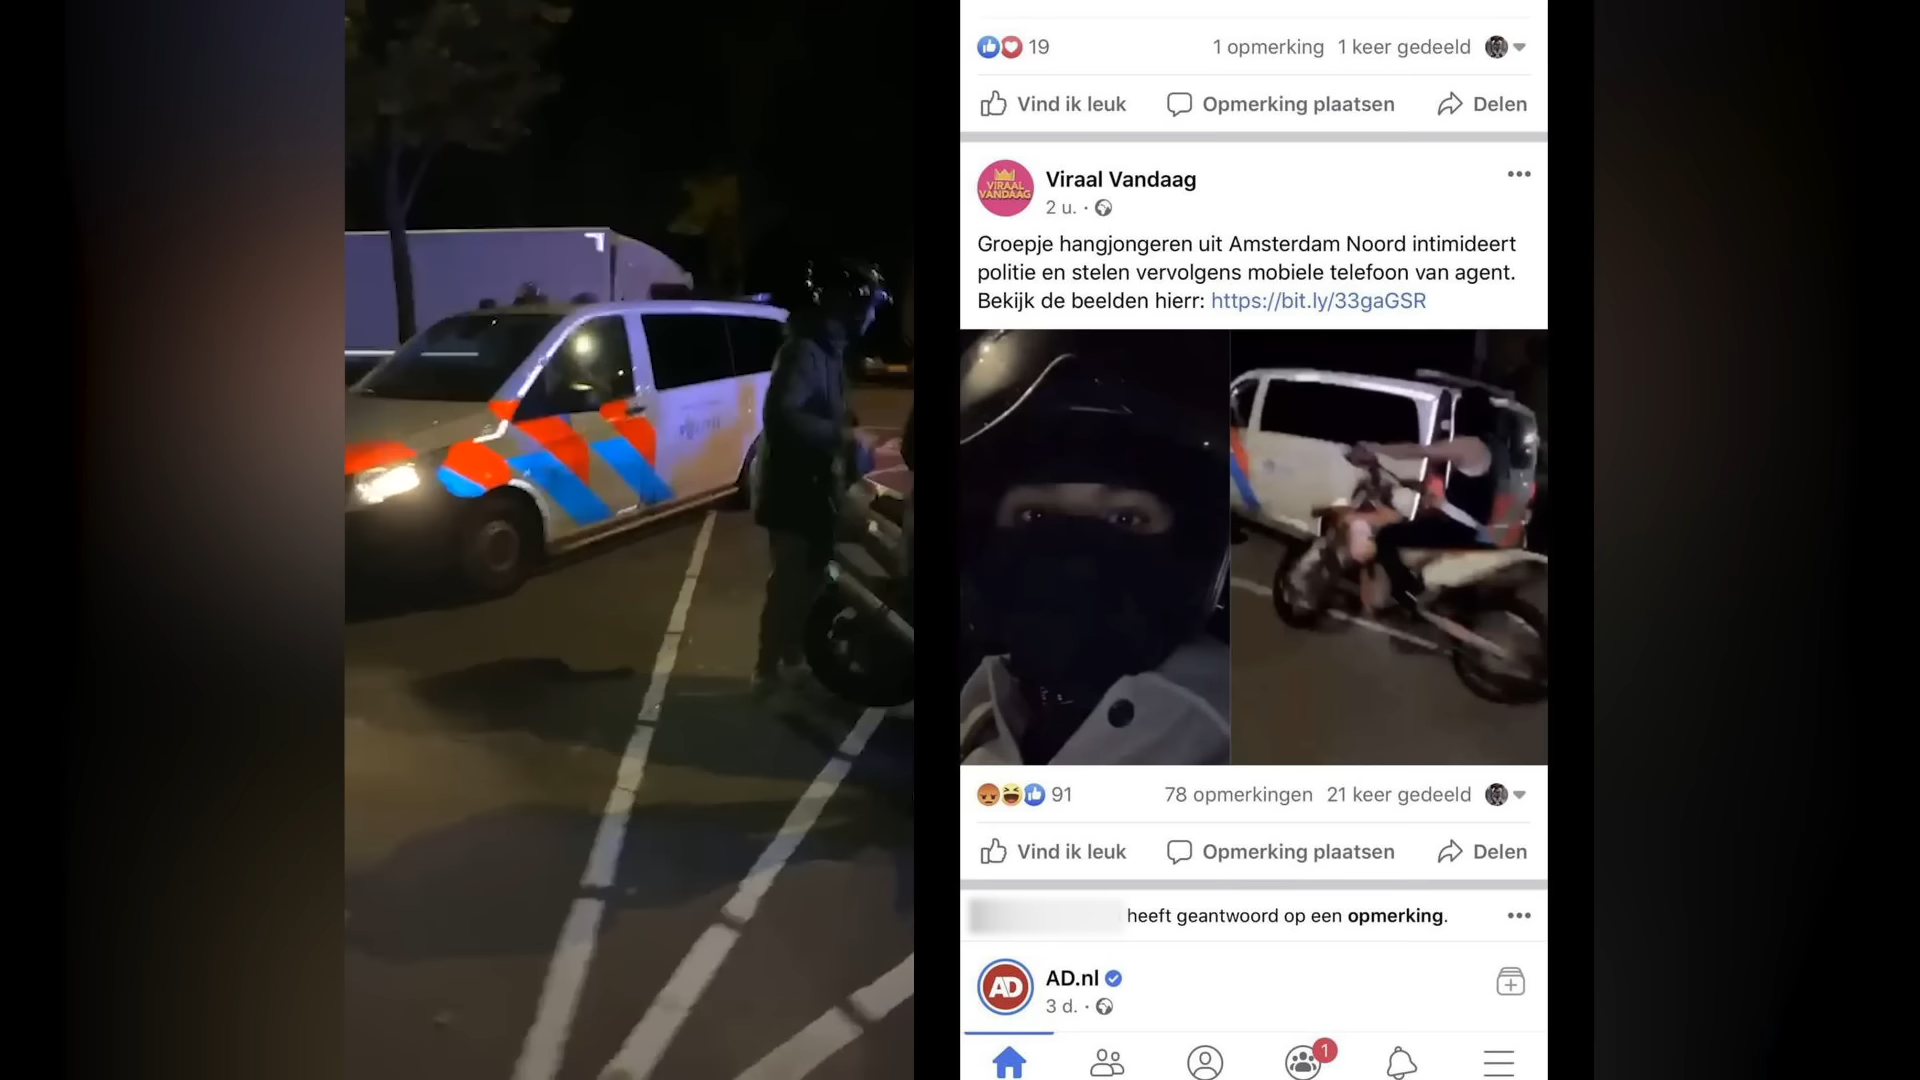 19
1 opmerking 1 keer gedeeld
Vind ik leuk
Opmerking plaatsen
Delen
VIRAAL
VANDAAG
Viraal Vandaag
2 u. ·
Groepje hangjongeren uit Amsterdam Noord intimideert
politie en stelen vervolgens mobiele telefoon van agent.
Bekijk de beelden hierr: https://bit.ly/33gaGSR
91
78 opmerkingen 21 keer gedeeld
Vind ik leuk
Opmerking plaatsen
Delen
heeft geantwoord op een opmerking.
AD
AD.nl
3 d. ·
1